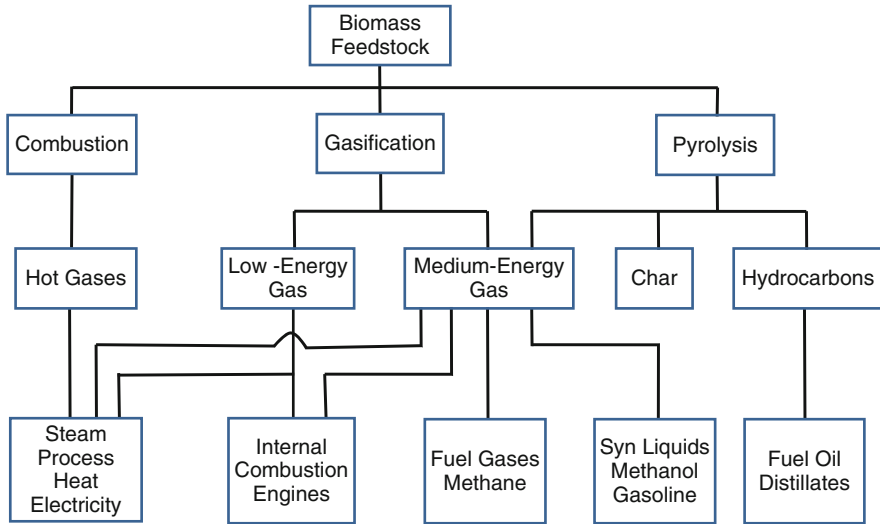 Biomass
Feedstock
Combustion
Gasification
Pyrolysis
Hot Gases
Low -Energy
Gas
Medium-Energy
Gas
Char
Hydrocarbons
Steam
Process
Heat
Electricity
Internal
Combustion
Engines
Fuel Gases
Methane
Syn Liquids
Methanol
Gasoline
Fuel Oil
Distillates